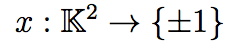 x : 𝕂² → {±1}